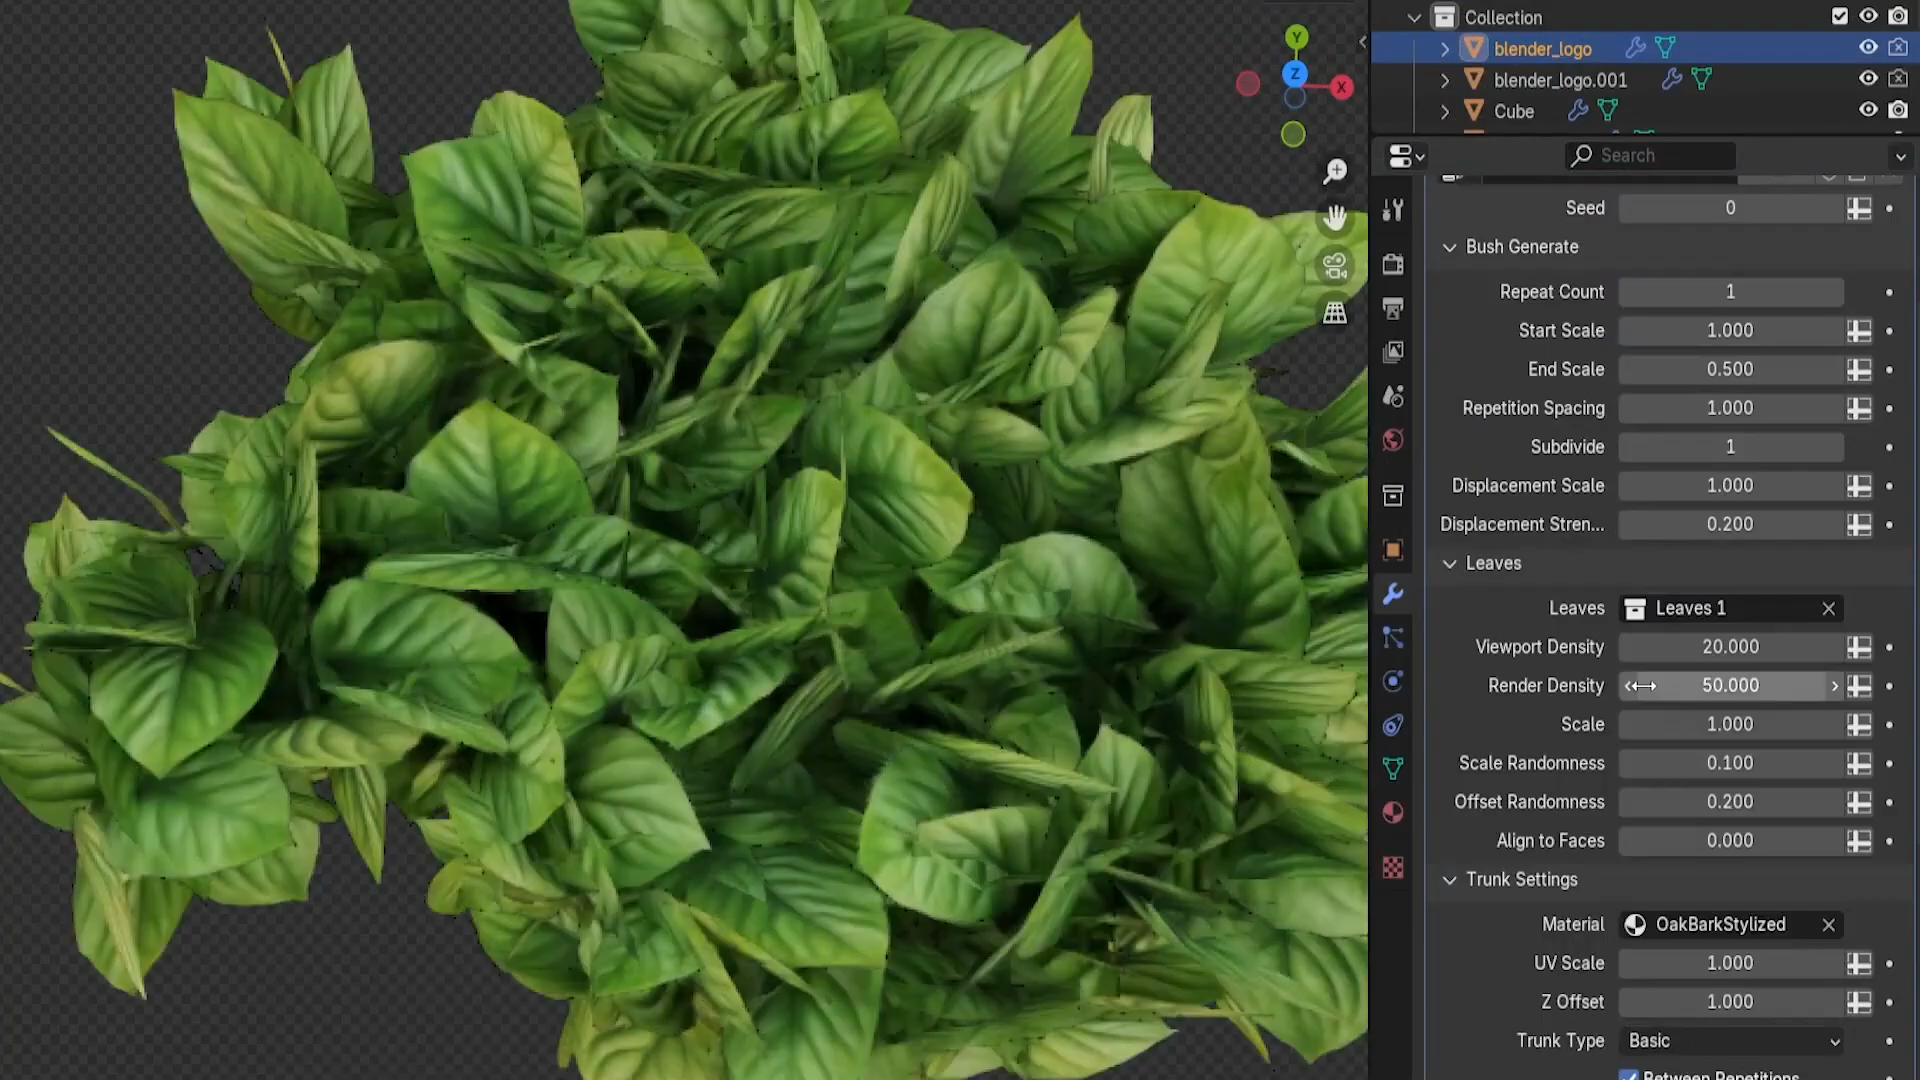 Collection
blender_logo
blender_logo.001
Cube
Y
Z
X
Search
Seed 0
Bush Generate
Repeat Count 1
Start Scale 1.000
End Scale 0.500
Repetition Spacing 1.000
Subdivide 1
Displacement Scale 1.000
Displacement Stren... 0.200
Leaves
Leaves Leaves 1
Viewport Density 20.000
Render Density 50.000
Scale 1.000
Scale Randomness 0.100
Offset Randomness 0.200
Align to Faces 0.000
Trunk Settings
Material OakBarkStylized
UV Scale 1.000
Z Offset 1.000
Trunk Type Basic
Between Repetitions